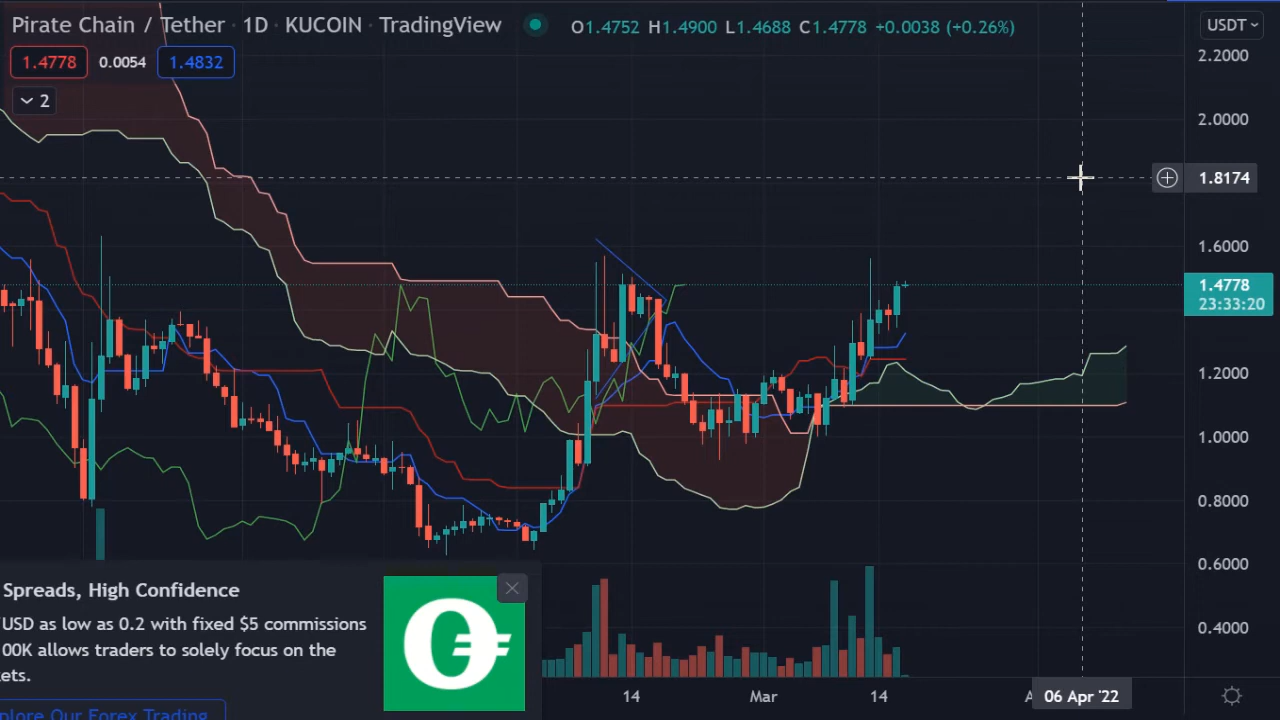 Pirate Chain / Tether · 1D · KUCOIN · TradingView
O1.4752 H1.4900 L1.4688 C1.4778 +0.0038 (+0.26%)
USDT
1.4778 0.0054 1.4832
2
2.2000
2.0000
1.8174
1.6000
1.4778
23:33:20
1.2000
1.0000
0.8000
0.6000
0.4000
Spreads, High Confidence
USD as low as 0.2 with fixed $5 commissions
00K allows traders to solely focus on the
ets.
plore Our Forex Trading
14 Mar 14 A 06 Apr '22